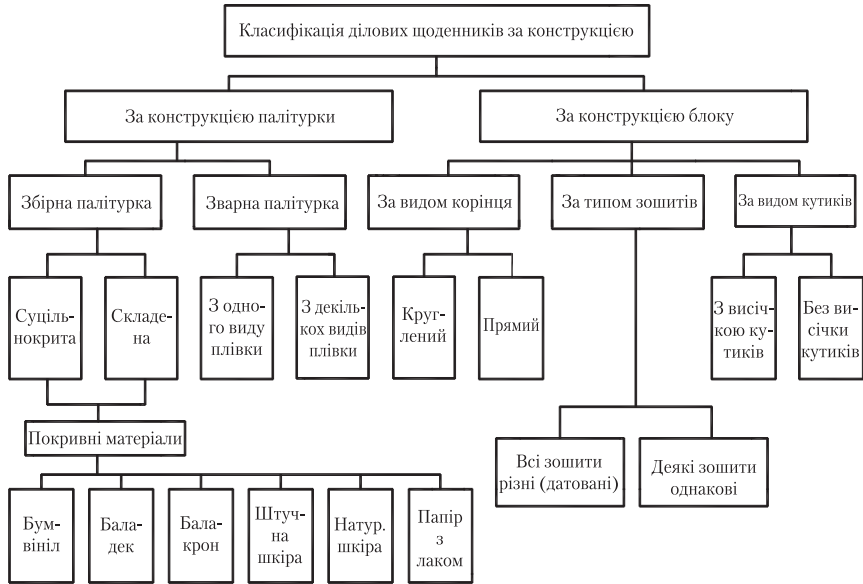 Класифікація ділових щоденників за конструкцією
За конструкцією палітурки
За конструкцією блоку
Збірна палітурка
Зварна палітурка
За видом корінця
За типом зошитів
За видом кутиків
Суціль-
нокрита
Складе-
на
З одно-
го виду
плівки
З декіль-
кох видів
плівки
Круг-
лений
Прямий
З висіч-
кою ку-
тиків
Без ви-
січки
кутиків
Покривні матеріали
Всі зошити
різні (датовані)
Деякі зошити
однакові
Бум-
вініл
Бала-
дек
Бала-
крон
Штуч-
на
шкіра
Натур.
шкіра
Папір
з
лаком